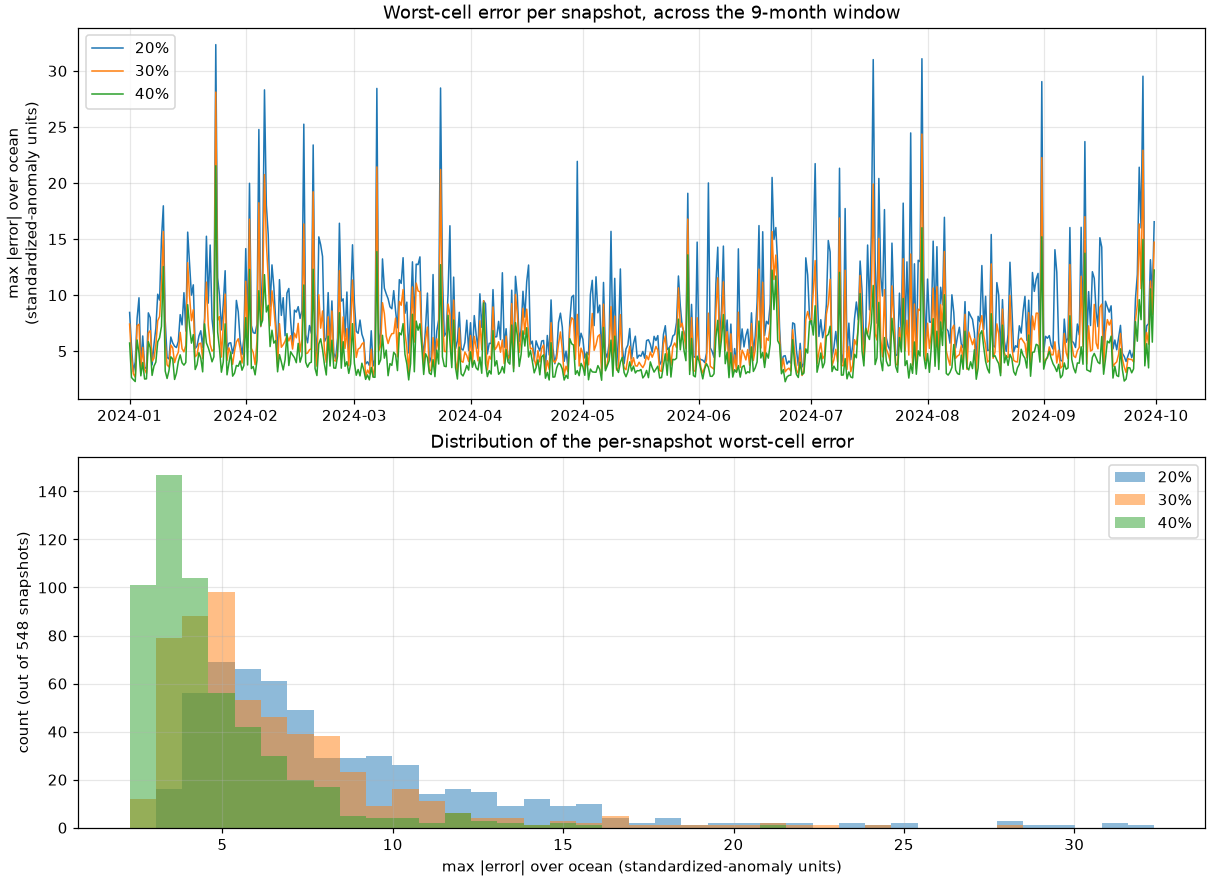 Worst-cell error per snapshot, across the 9-month window
max |error| over ocean
(standardized-anomaly units)
30
25
20
15
10
5
20%
30%
40%
2024-01 2024-02 2024-03 2024-04 2024-05 2024-06 2024-07 2024-08 2024-09 2024-10
Distribution of the per-snapshot worst-cell error
count (out of 548 snapshots)
140
120
100
80
60
40
20
0
20%
30%
40%
5 10 15 20 25 30
max |error| over ocean (standardized-anomaly units)